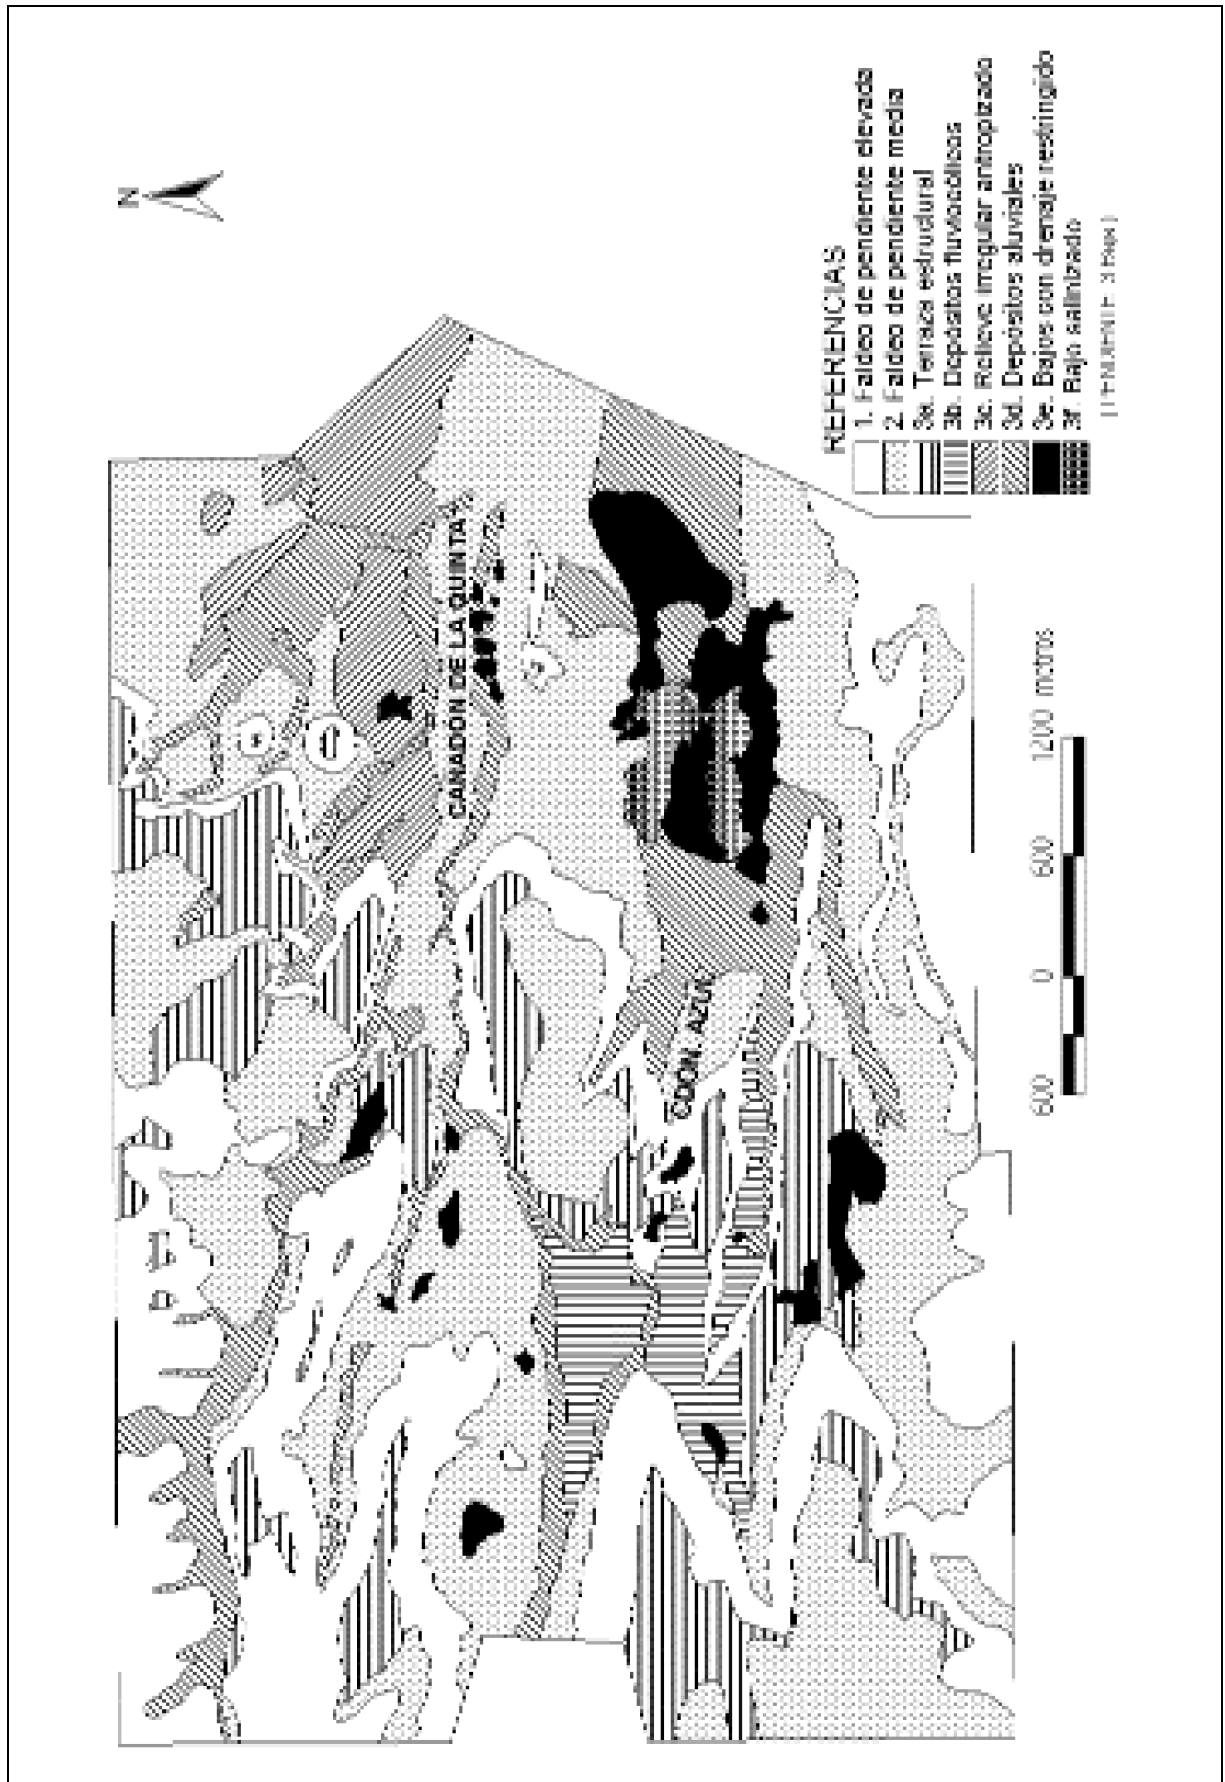 N
CAÑADON DE LA QUINTA
CDON. AZUL
REFERENCIAS
1. Faldeo de pendiente elevada
2. Faldeo de pendiente media
3a. Terraza estructural
3b. Depósitos fluvioeólicos
3c. Relieve irregular antropizado
3d. Depósitos aluviales
3e. Bajos con drenaje restringido
3f. Bajo salinizado
600 0 600 1200 metros